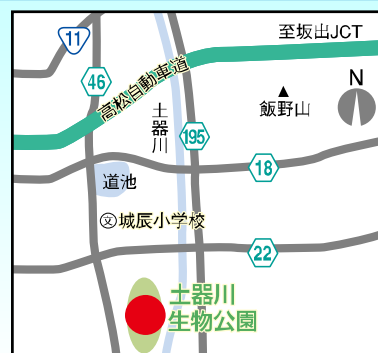 至坂出JCT
11
46
高松自動車道
N
飯野山
土器川
195
18
道池
文城辰小学校
22
土器川
生物公園